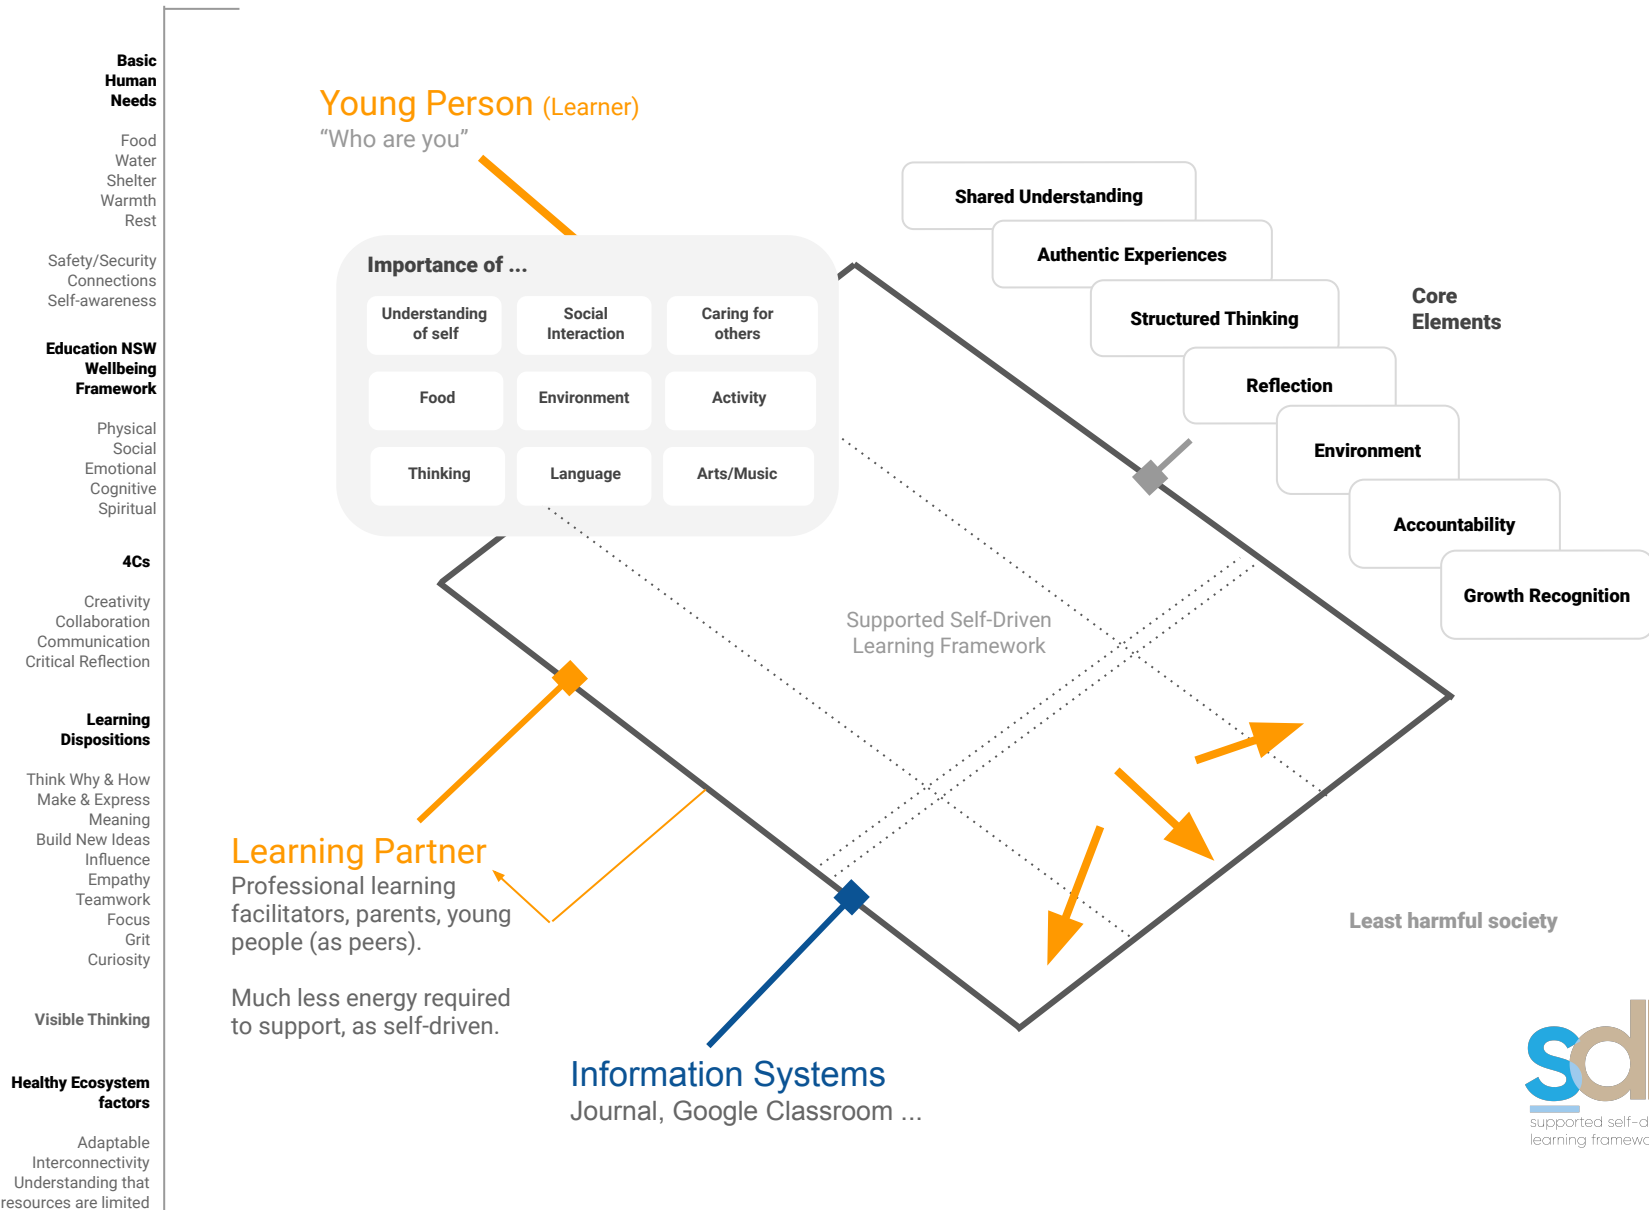 Basic
Human
Needs
Food
Water
Shelter
Warmth
Rest
Safety/Security
Connections
Self-awareness
Education NSW
Wellbeing
Framework
Physical
Social
Emotional
Cognitive
Spiritual
4Cs
Creativity
Collaboration
Communication
Critical Reflection
Learning
Dispositions
Think Why & How
Make & Express
Meaning
Build New Ideas
Influence
Empathy
Teamwork
Focus
Grit
Curiosity
Visible Thinking
Healthy Ecosystem
factors
Adaptable
Interconnectivity
Understanding that
resources are limited
Young Person (Learner)
“Who are you”
Importance of ...
Understanding
of self
Social
Interaction
Caring for
others
Food
Environment
Activity
Thinking
Language
Arts/Music
Shared Understanding
Authentic Experiences
Structured Thinking
Reflection
Environment
Accountability
Growth Recognition
Core
Elements
Supported Self-Driven
Learning Framework
Learning Partner
Professional learning
facilitators, parents, young
people (as peers).
Much less energy required
to support, as self-driven.
Information Systems
Journal, Google Classroom ...
Least harmful society
sd
supported self-d
learning framewo